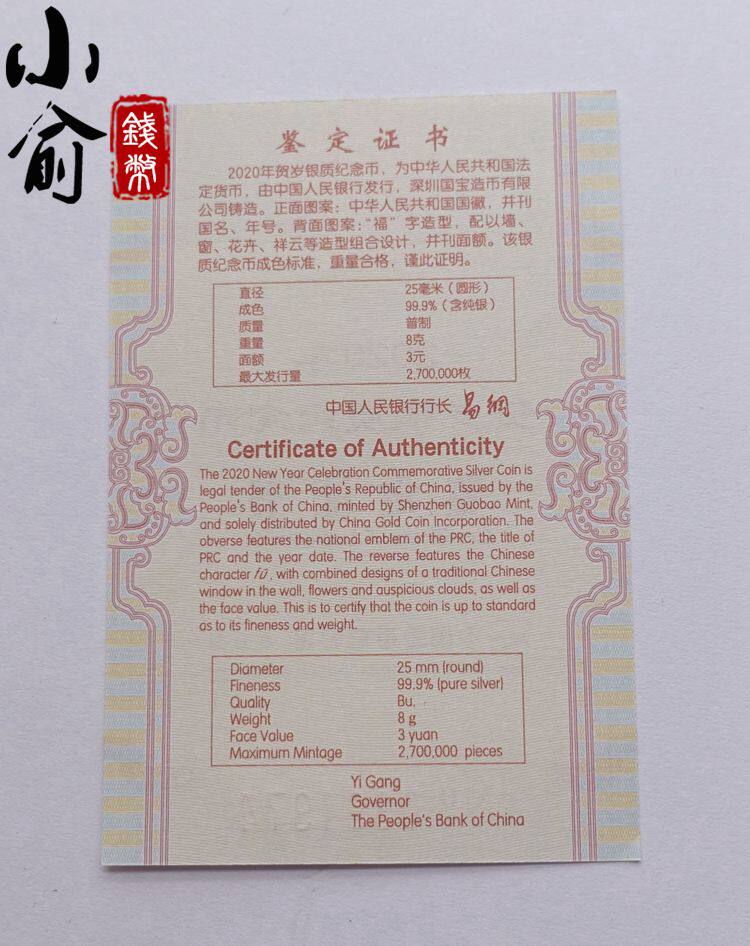 小俞
錢幣
鉴定证书
2020年贺岁银质纪念币，为中华人民共和国法
定货币，由中国人民银行发行，深圳国宝造币有限
公司铸造。正面图案：中华人民共和国国徽，并刊
国名、年号。背面图案：“福”字造型，配以墙、
窗、花卉、祥云等造型组合设计，并刊面额。该银
质纪念币成色标准，重量合格，谨此证明。
直径 25毫米（圆形）
成色 99.9%（含纯银）
质量 普制
重量 8克
面额 3元
最大发行量 2,700,000枚
中国人民银行行长 易纲
Certificate of Authenticity
The 2020 New Year Celebration Commemorative Silver Coin is
legal tender of the People's Republic of China, issued by the
People's Bank of China, minted by Shenzhen Guobao Mint,
and solely distributed by China Gold Coin Incorporation. The
obverse features the national emblem of the PRC, the title of
PRC and the year date. The reverse features the Chinese
character fú, with combined designs of a traditional Chinese
window in the wall, flowers and auspicious clouds, as well as
the face value. This is to certify that the coin is up to standard
as to its fineness and weight.
Diameter 25 mm (round)
Fineness 99.9% (pure silver)
Quality Bu.
Weight 8 g
Face Value 3 yuan
Maximum Mintage 2,700,000 pieces
Yi Gang
Governor
The People's Bank of China